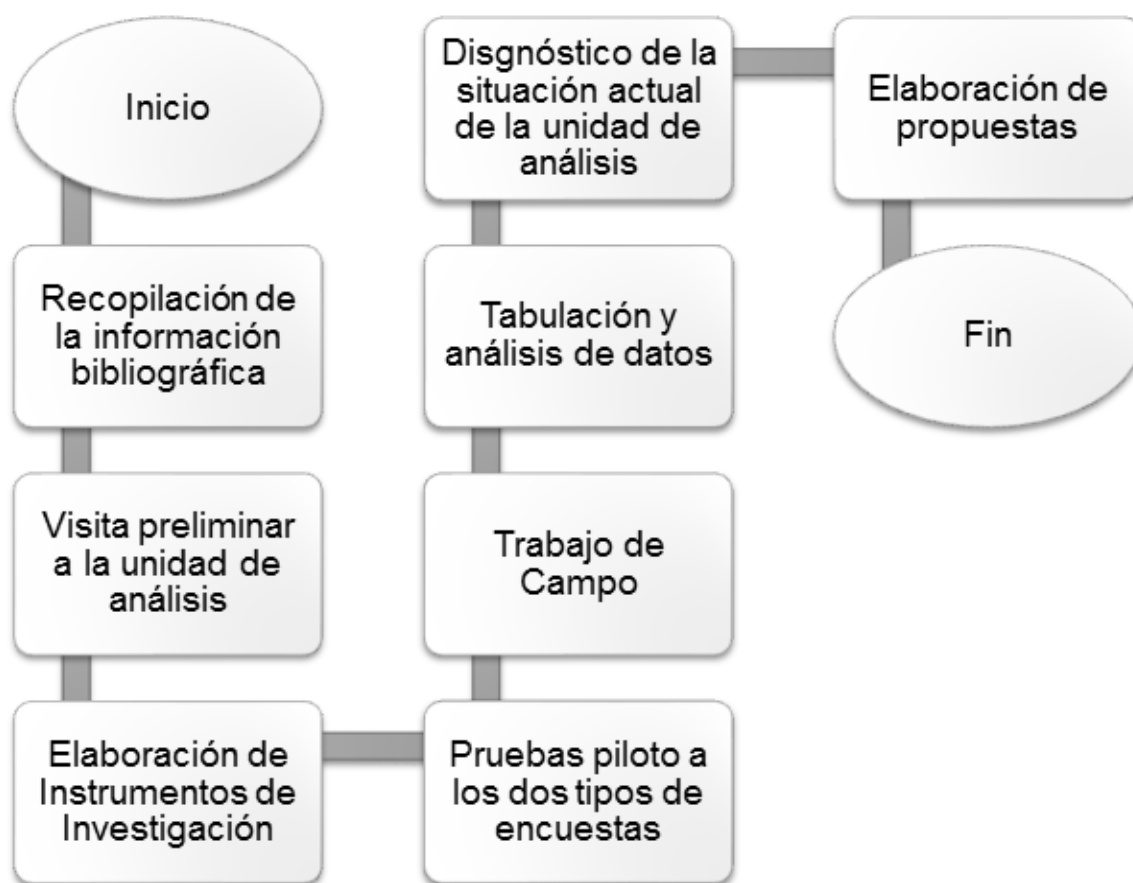 Inicio
Recopilación de
la información
bibliográfica
Visita preliminar
a la unidad de
análisis
Elaboración de
Instrumentos de
Investigación
Pruebas piloto a
los dos tipos de
encuestas
Trabajo de
Campo
Tabulación y
análisis de datos
Disgnóstico de la
situación actual
de la unidad de
análisis
Elaboración de
propuestas
Fin